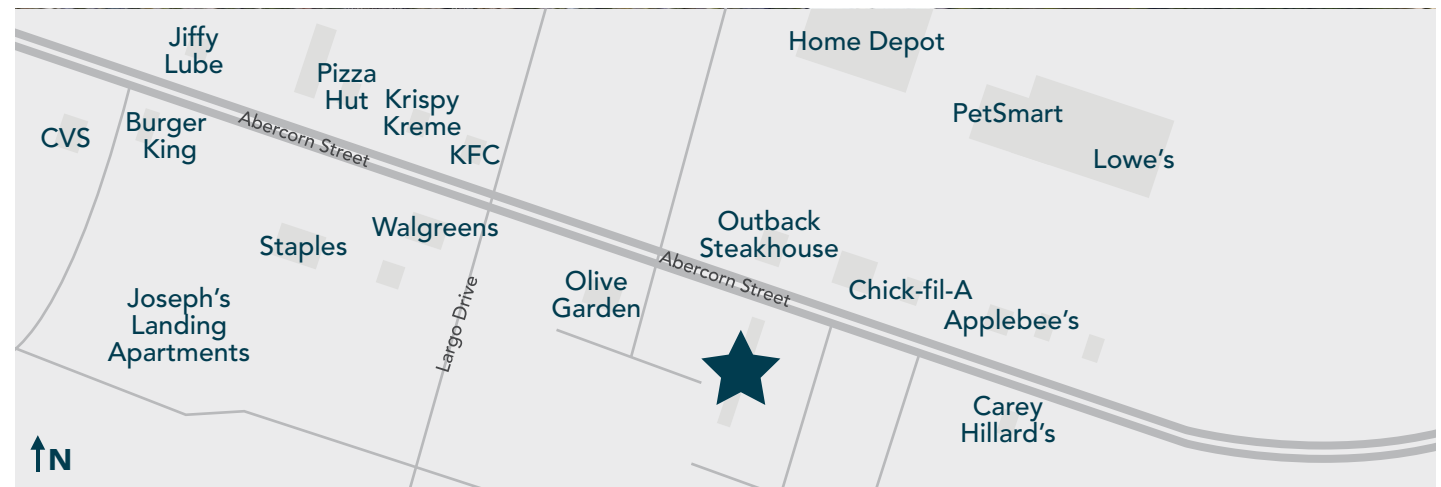 Jiffy
Lube
Home Depot
Pizza
Hut
Krispy
Kreme
PetSmart
CVS
Burger
King
Abercorn Street
KFC
Lowe's
Walgreens
Outback
Steakhouse
Staples
Abercorn Street
Olive
Garden
Chick-fil-A
Applebee's
Joseph's
Landing
Apartments
Largo Drive
Carey
Hillard's
N